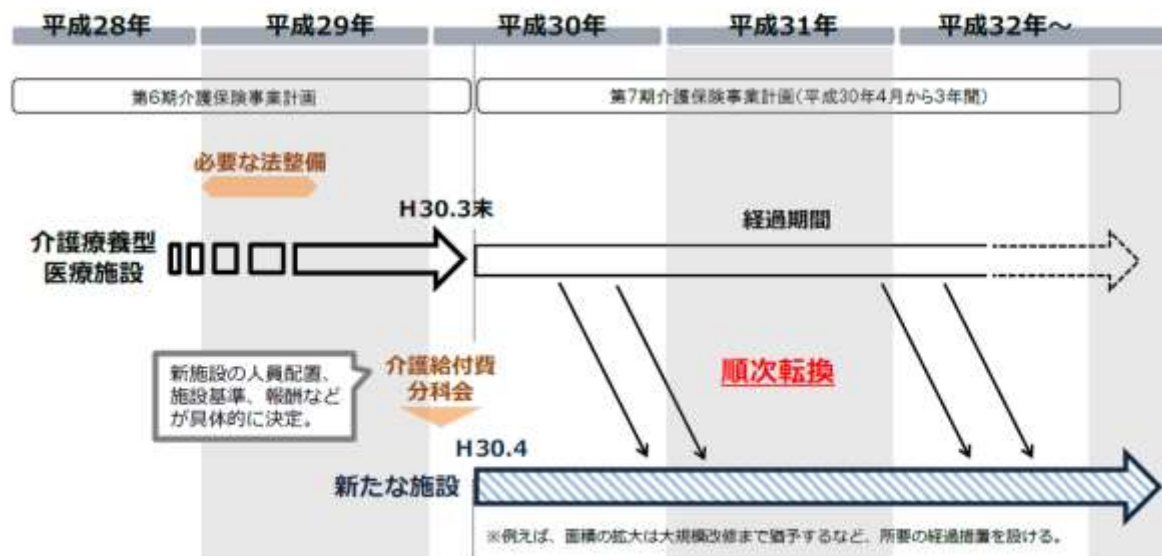 平成28年 平成29年 平成30年 平成31年 平成32年～
第6期介護保険事業計画 第7期介護保険事業計画(平成30年4月から3年間)
必要な法整備
H30.3末
経過期間
介護療養型
医療施設
介護給付費
分科会
新施設の人員配置、
施設基準、報酬など
が具体的に決定。
順次転換
H30.4
新たな施設
※例えば、面積の拡大は大規模改修まで猶予するなど、所要の経過措置を設ける。